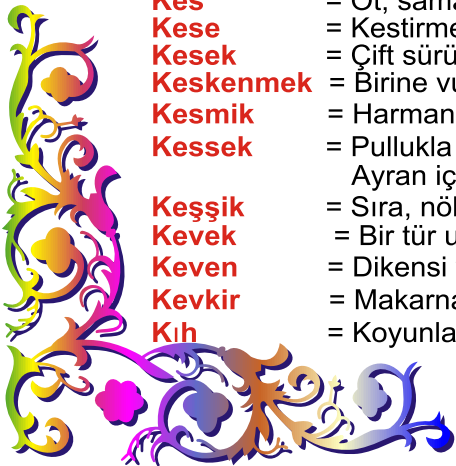 Kes = Ot, sama
Kese = Kestirme
Kesek = Çift sürü
Keskenmek = Birine vu
Kesmik = Harman
Kessek = Pullukla
Ayran iç
Keşşik = Sıra, nöl
Kevek = Bir tür u
Keven = Dikensi
Kevkir = Makarna
Kıh = Koyunla